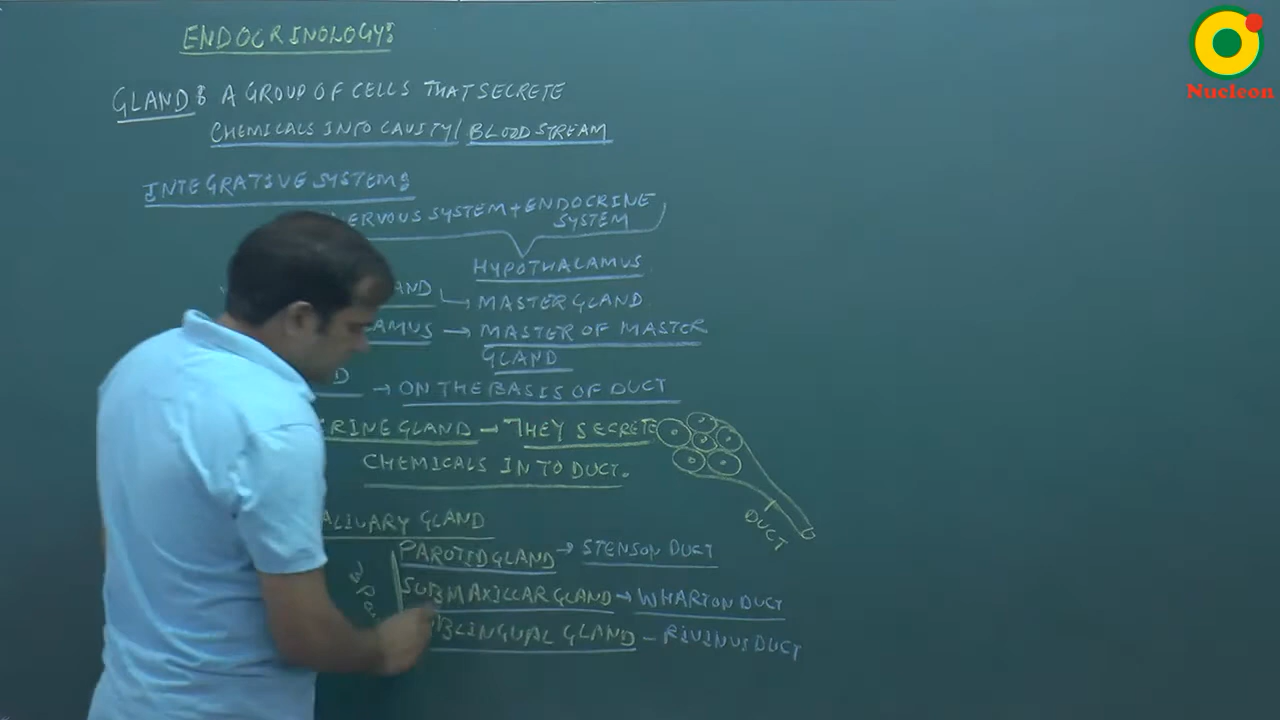 ENDOCRINOLOGY:
Nucleon
GLAND: A GROUP OF CELLS THAT SECRETE
CHEMICALS INTO CAVITY/BLOOD STREAM
INTEGRATIVE SYSTEM:
ERVOUS SYSTEM + ENDOCRINE
SYSTEM
HYPOTHALAMUS
AND → MASTER GLAND
AMUS → MASTER OF MASTER
GLAND
D → ON THE BASIS OF DUCT
RINE GLAND → THEY SECRETE
CHEMICALS INTO DUCT.
DUCT
ALIVARY GLAND
PAROTID GLAND → STENSON DUCT
SUBMAXILLAR GLAND → WHARTON DUCT
BLINGUAL GLAND - RIVINUS DUCT